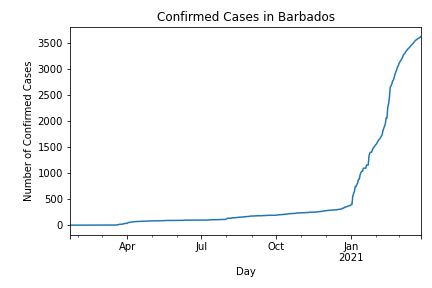 Confirmed Cases in Barbados
Number of Confirmed Cases
3500
3000
2500
2000
1500
1000
500
0
Apr
Jul
Oct
Jan
2021
Day